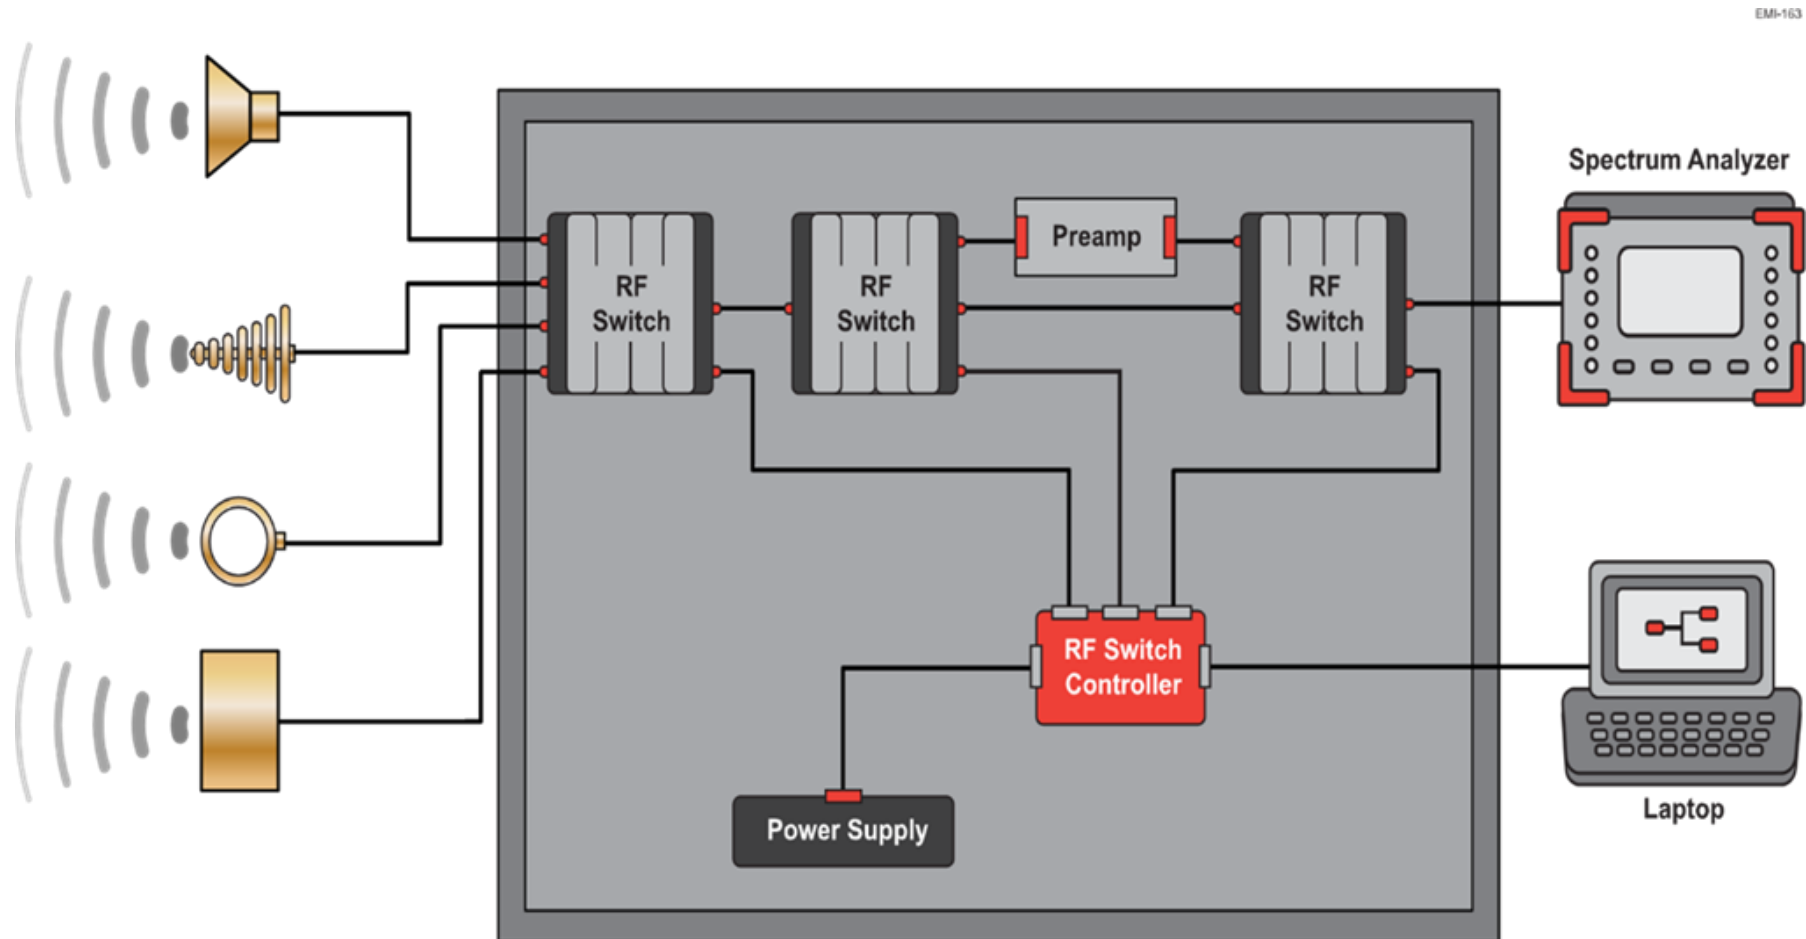 EMI-163
Spectrum Analyzer
Preamp
RF
Switch
RF
Switch
RF
Switch
RF Switch
Controller
Power Supply
Laptop